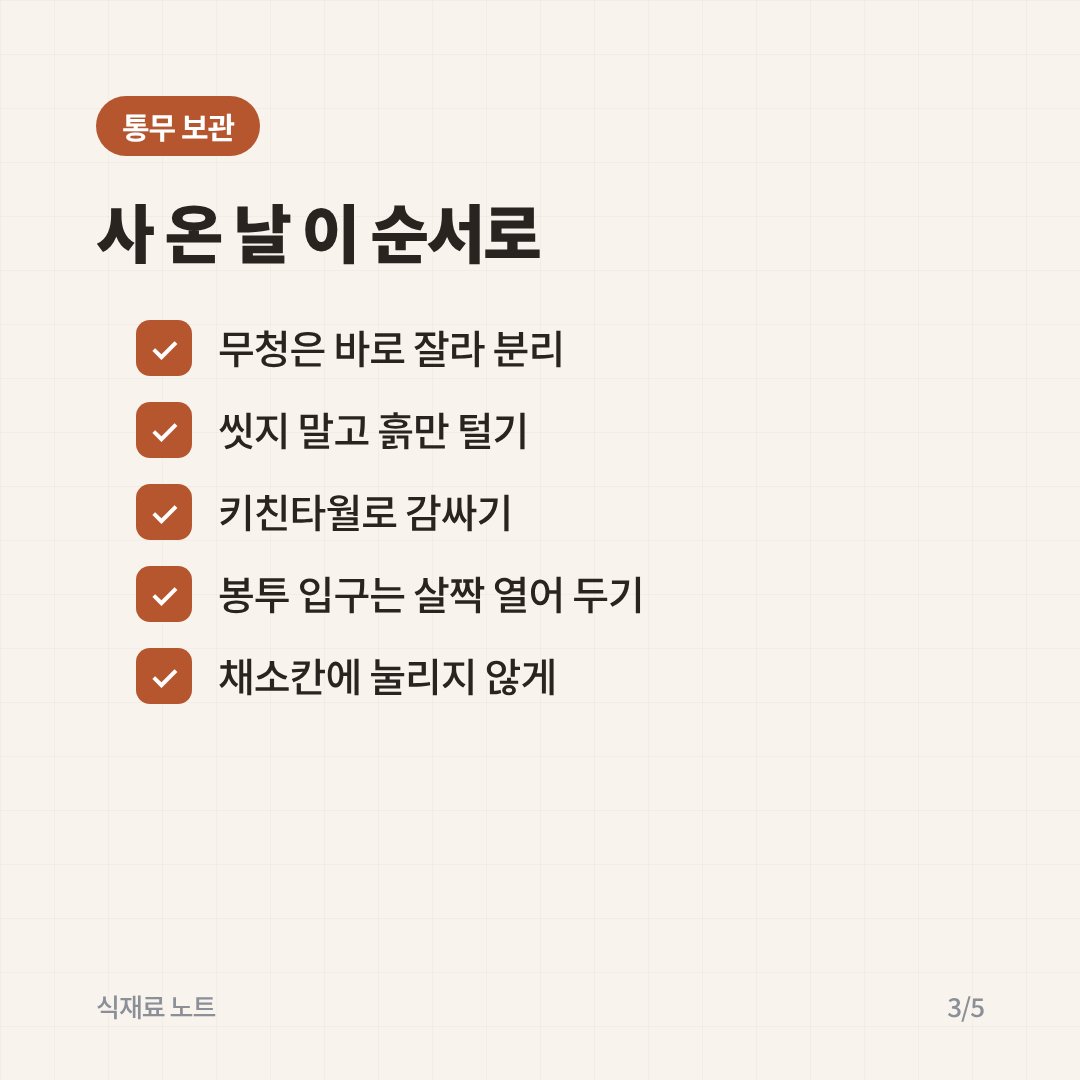 통무 보관
사 온 날 이 순서로
무청은 바로 잘라 분리
씻지 말고 흙만 털기
키친타월로 감싸기
봉투 입구는 살짝 열어 두기
채소칸에 눌리지 않게
식재료 노트
3/5